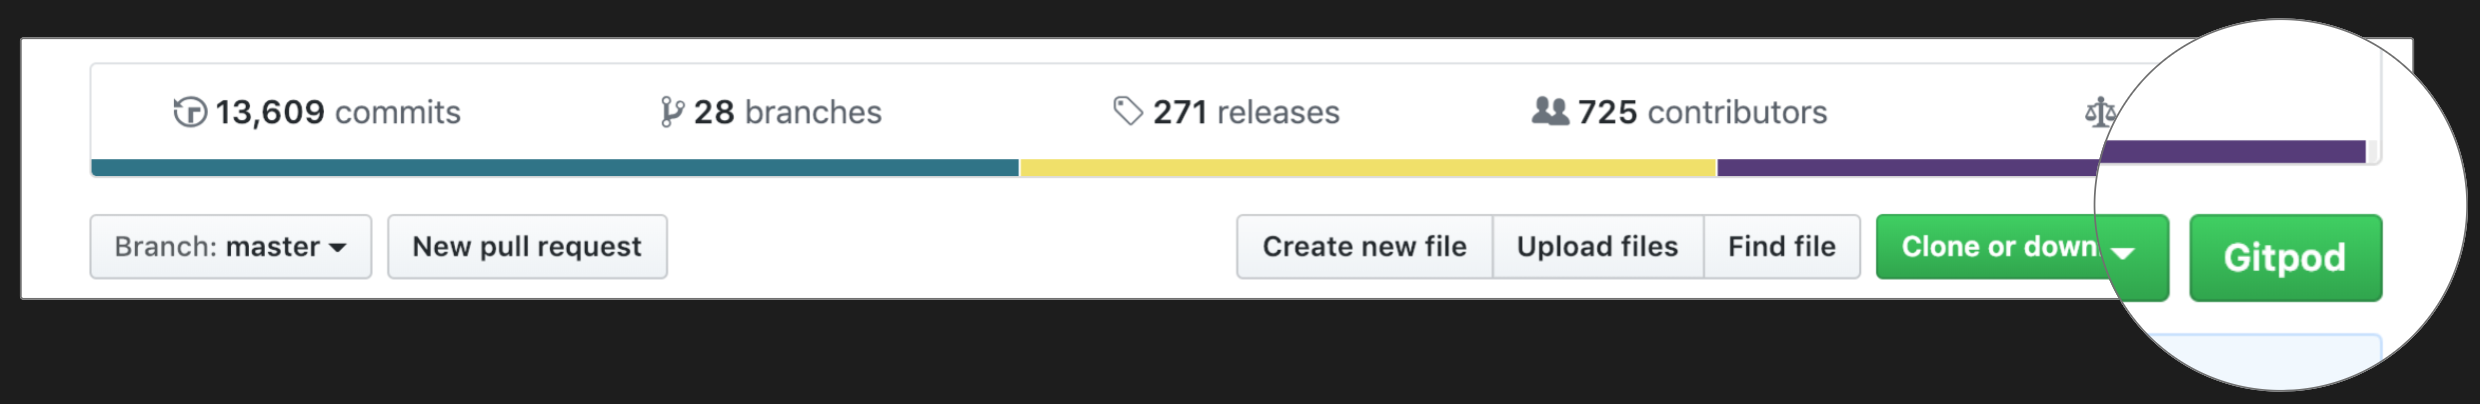 13,609 commits 28 branches 271 releases 725 contributors
Branch: master New pull request Create new file Upload files Find file Clone or down Gitpod